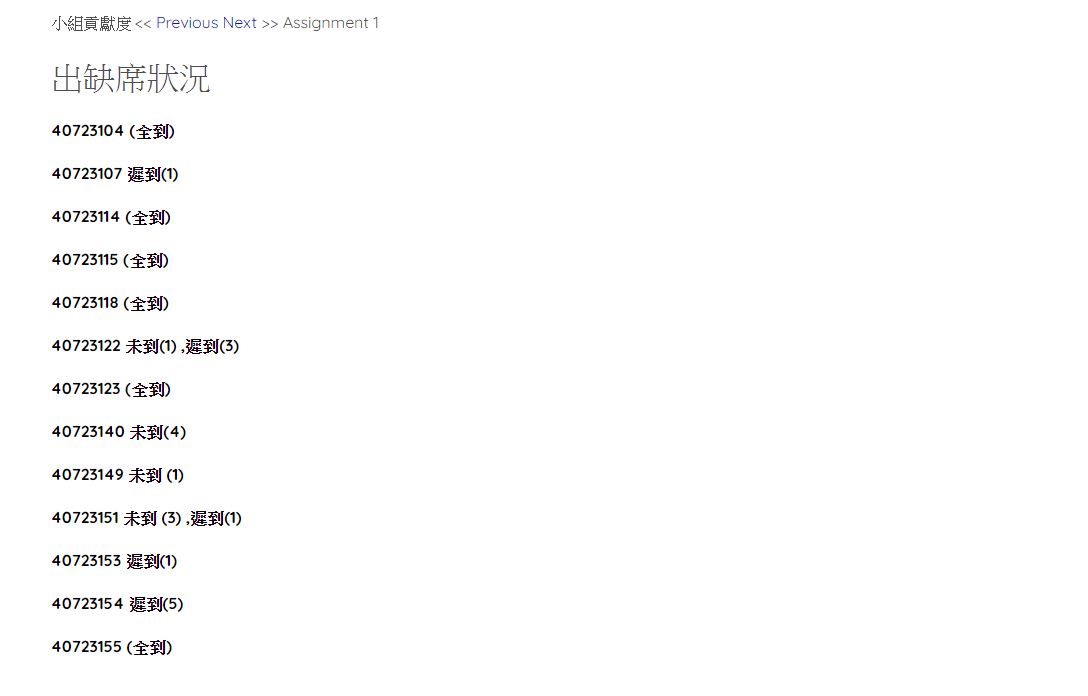 小組貢獻度 << Previous Next >> Assignment 1
出缺席狀況
40723104 (全到)
40723107 遲到(1)
40723114 (全到)
40723115 (全到)
40723118 (全到)
40723122 未到(1) ,遲到(3)
40723123 (全到)
40723140 未到(4)
40723149 未到 (1)
40723151 未到 (3) ,遲到(1)
40723153 遲到(1)
40723154 遲到(5)
40723155 (全到)